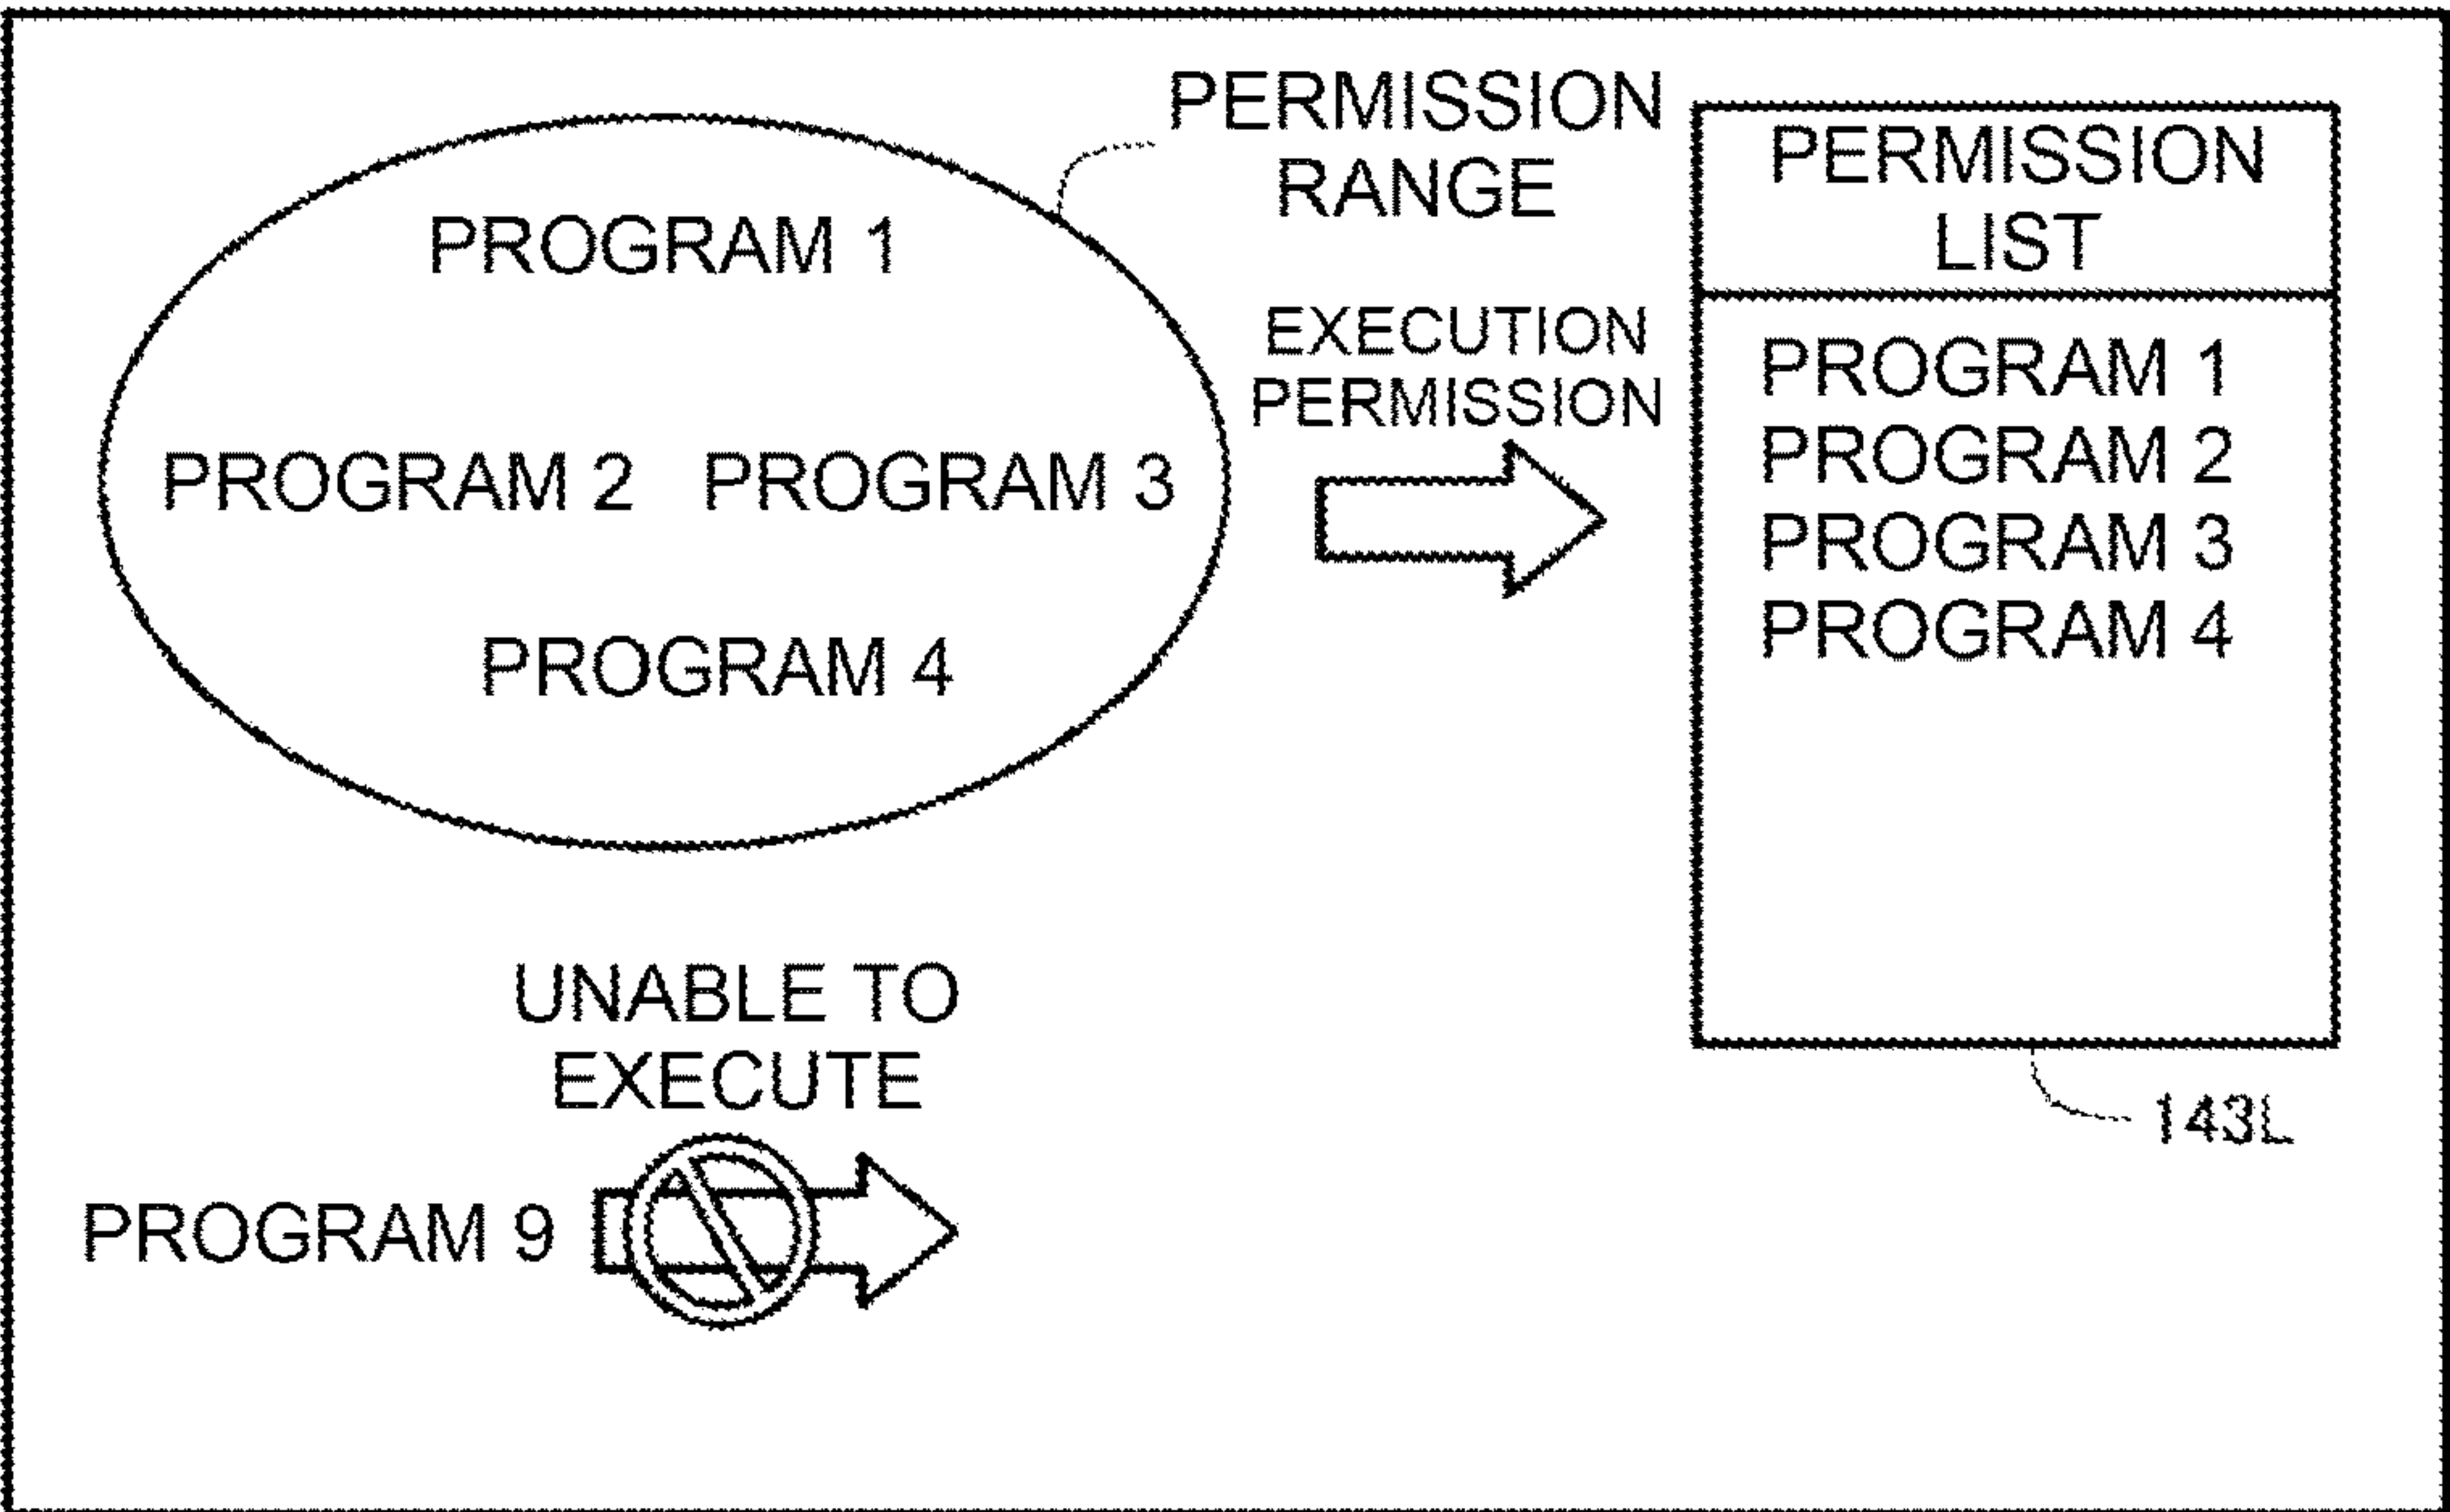 PERMISSION
RANGE
PROGRAM 1
PROGRAM 2 PROGRAM 3
PROGRAM 4
EXECUTION
PERMISSION
PERMISSION
LIST
PROGRAM 1
PROGRAM 2
PROGRAM 3
PROGRAM 4
143L
UNABLE TO
EXECUTE
PROGRAM 9